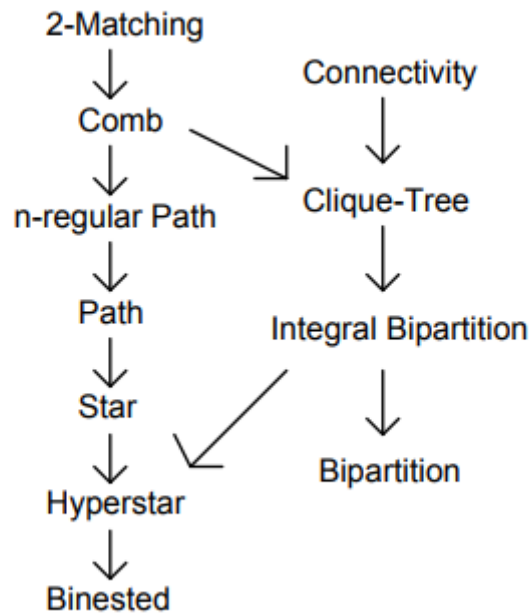 2-Matching
Connectivity
Comb
Clique-Tree
n-regular Path
Path
Integral Bipartition
Star
Bipartition
Hyperstar
Binested